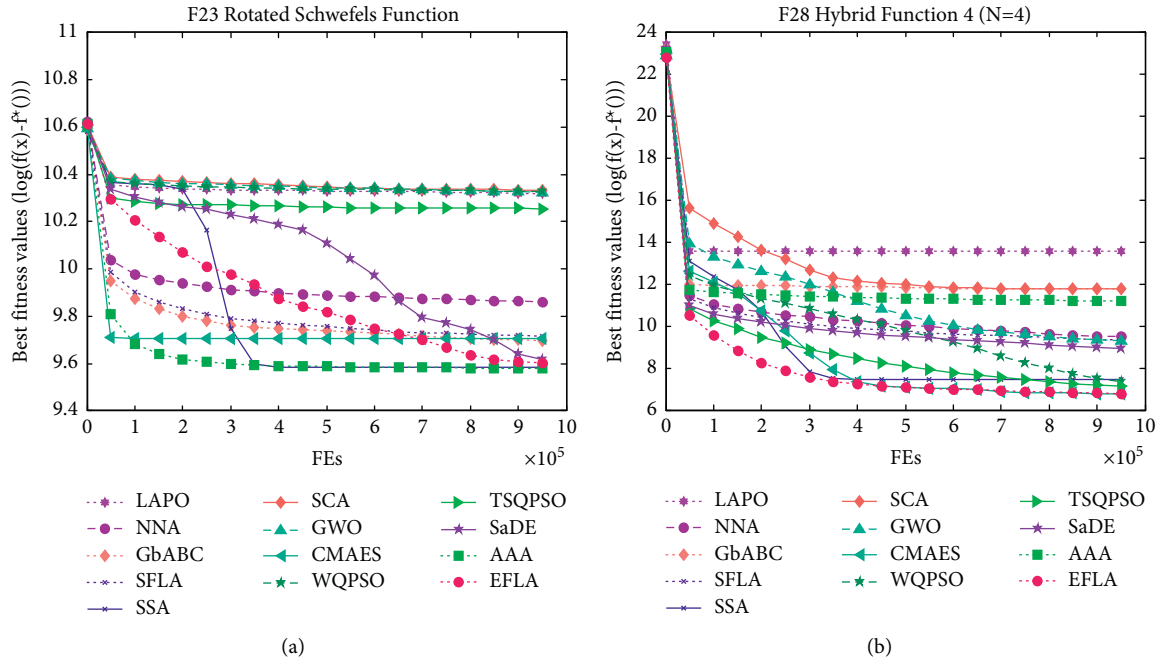 F23 Rotated Schwefels Function
Best fitness values (log(f(x)-f*()))
11
10.8
10.6
10.4
10.2
10
9.8
9.6
9.4
0 1 2 3 4 5 6 7 8 9 10
FEs
×10^5
LAPO SCA TSQPSO
NNA GWO SaDE
GbABC CMAES AAA
SFLA WQPSO EFLA
SSA
(a)
F28 Hybrid Function 4 (N=4)
Best fitness values (log(f(x)-f*()))
24
22
20
18
16
14
12
10
8
6
0 1 2 3 4 5 6 7 8 9 10
FEs
×10^5
LAPO SCA TSQPSO
NNA GWO SaDE
GbABC CMAES AAA
SFLA WQPSO EFLA
SSA
(b)